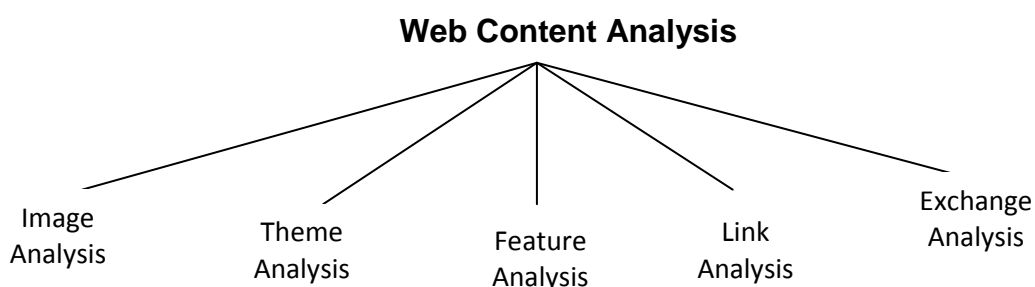 Web Content Analysis
Image
Analysis
Theme
Analysis
Feature
Analysis
Link
Analysis
Exchange
Analysis